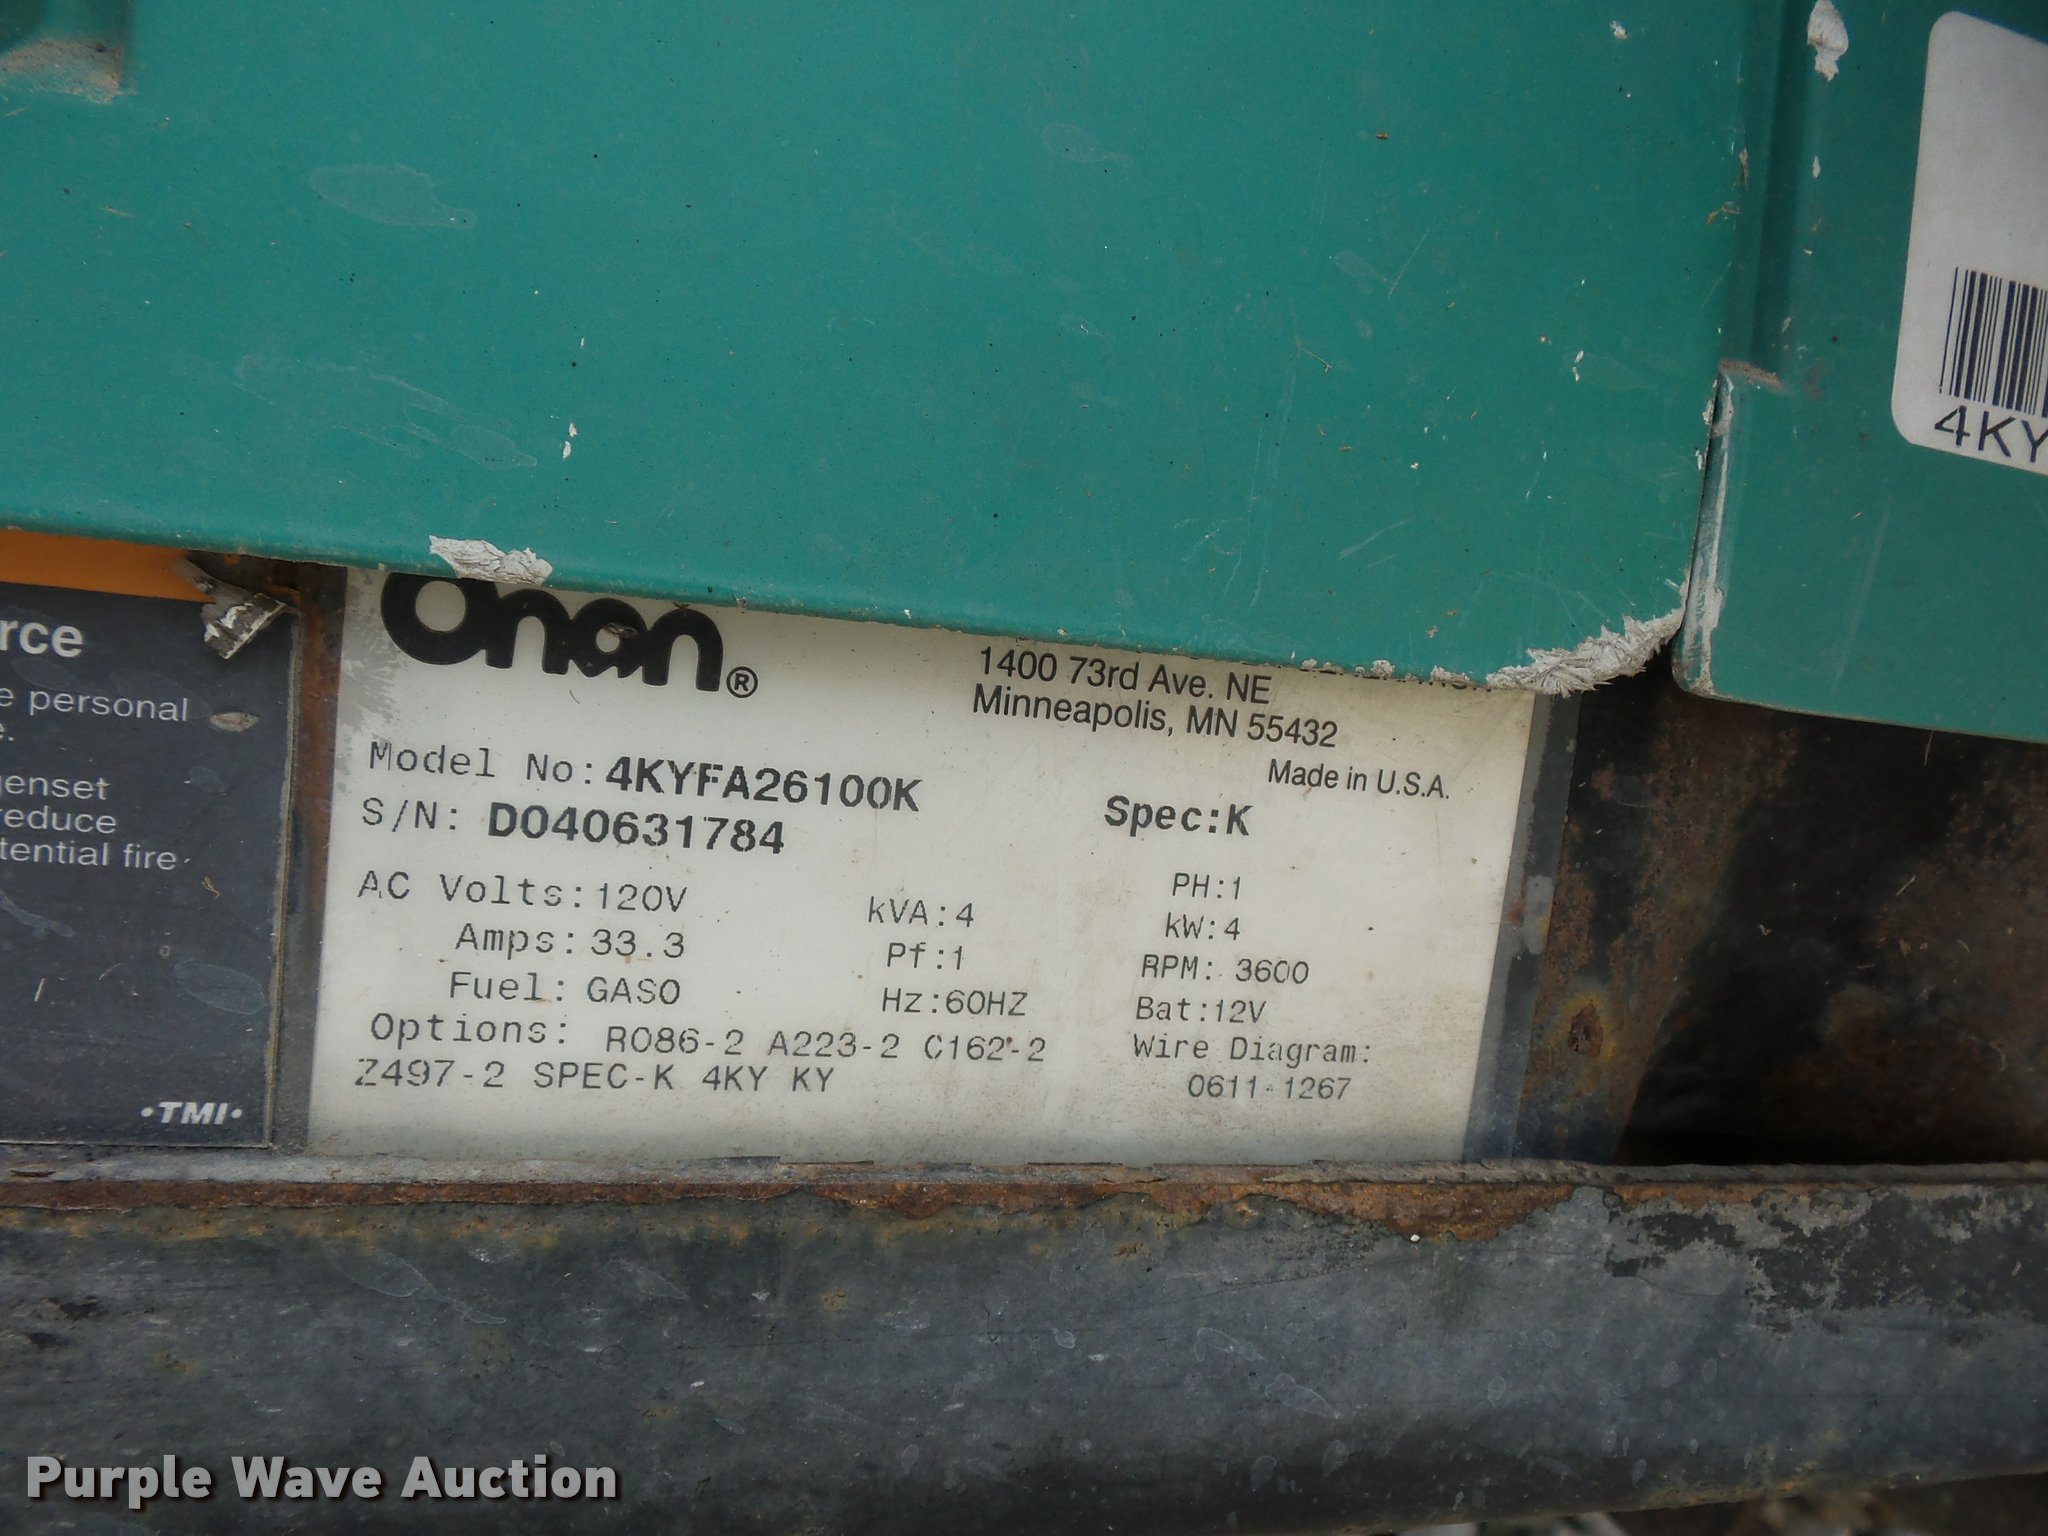 4KY
Onan®
1400 73rd Ave. NE
Minneapolis, MN 55432
Made in U.S.A.
Model No: 4KYFA26100K
Spec:K
S/N: D040631784
AC Volts: 120V kVA: 4 PH:1
Amps: 33.3 Pf:1 kW:4
Fuel: GASO Hz:60HZ RPM: 3600
Bat:12V
Options: R086-2 A223-2 C162-2
Z497-2 SPEC-K 4KY KY
Wire Diagram:
0611-1267
personal
reduce
fire
•TMI•
Purple Wave Auction